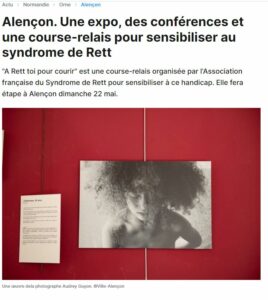 Actu › Normandie › Orne › Alençon
Alençon. Une expo, des conférences et
une course-relais pour sensibiliser au
syndrome de Rett
"A Rett toi pour courir" est une course-relais organisée par l'Association
française du Syndrome de Rett pour sensibiliser à ce handicap. Elle fera
étape à Alençon dimanche 22 mai.
Une œuvre dela photographe Audrey Guyon. ©Ville-Alençon